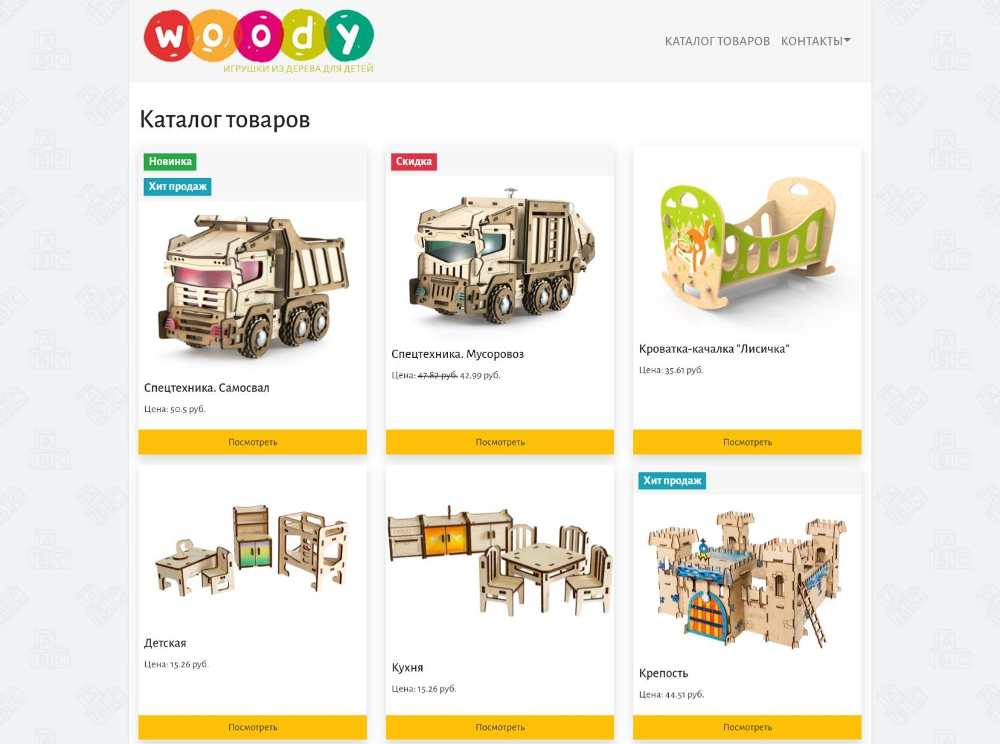 woody
ИГРУШКИ ИЗ ДЕРЕВА ДЛЯ ДЕТЕЙ
КАТАЛОГ ТОВАРОВ КОНТАКТЫ
Каталог товаров
Новинка
Хит продаж
Спецтехника. Самосвал
Цена: 50.5 руб.
Посмотреть
Скидка
Спецтехника. Мусоровоз
Цена: 47.82 руб. 42.99 руб.
Посмотреть
Кроватка-качалка "Лисичка"
Цена: 35.61 руб.
Посмотреть
Детская
Цена: 15.26 руб.
Посмотреть
Кухня
Цена: 15.26 руб.
Посмотреть
Хит продаж
Крепость
Цена: 44.51 руб.
Посмотреть